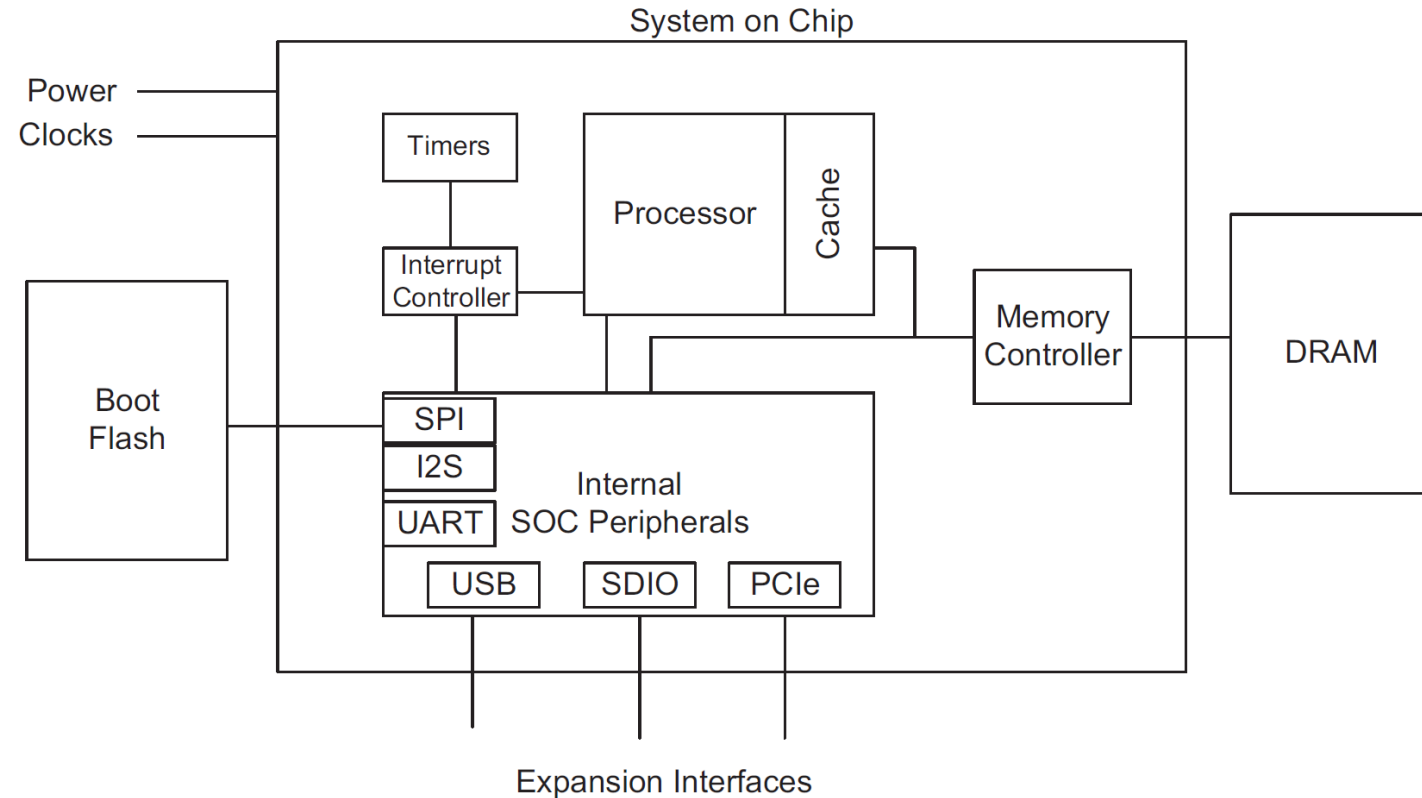 System on Chip
Power
Clocks
Timers
Processor
Cache
Interrupt
Controller
Memory
Controller
DRAM
Boot
Flash
SPI
I2S
UART
Internal
SOC Peripherals
USB
SDIO
PCIe
Expansion Interfaces